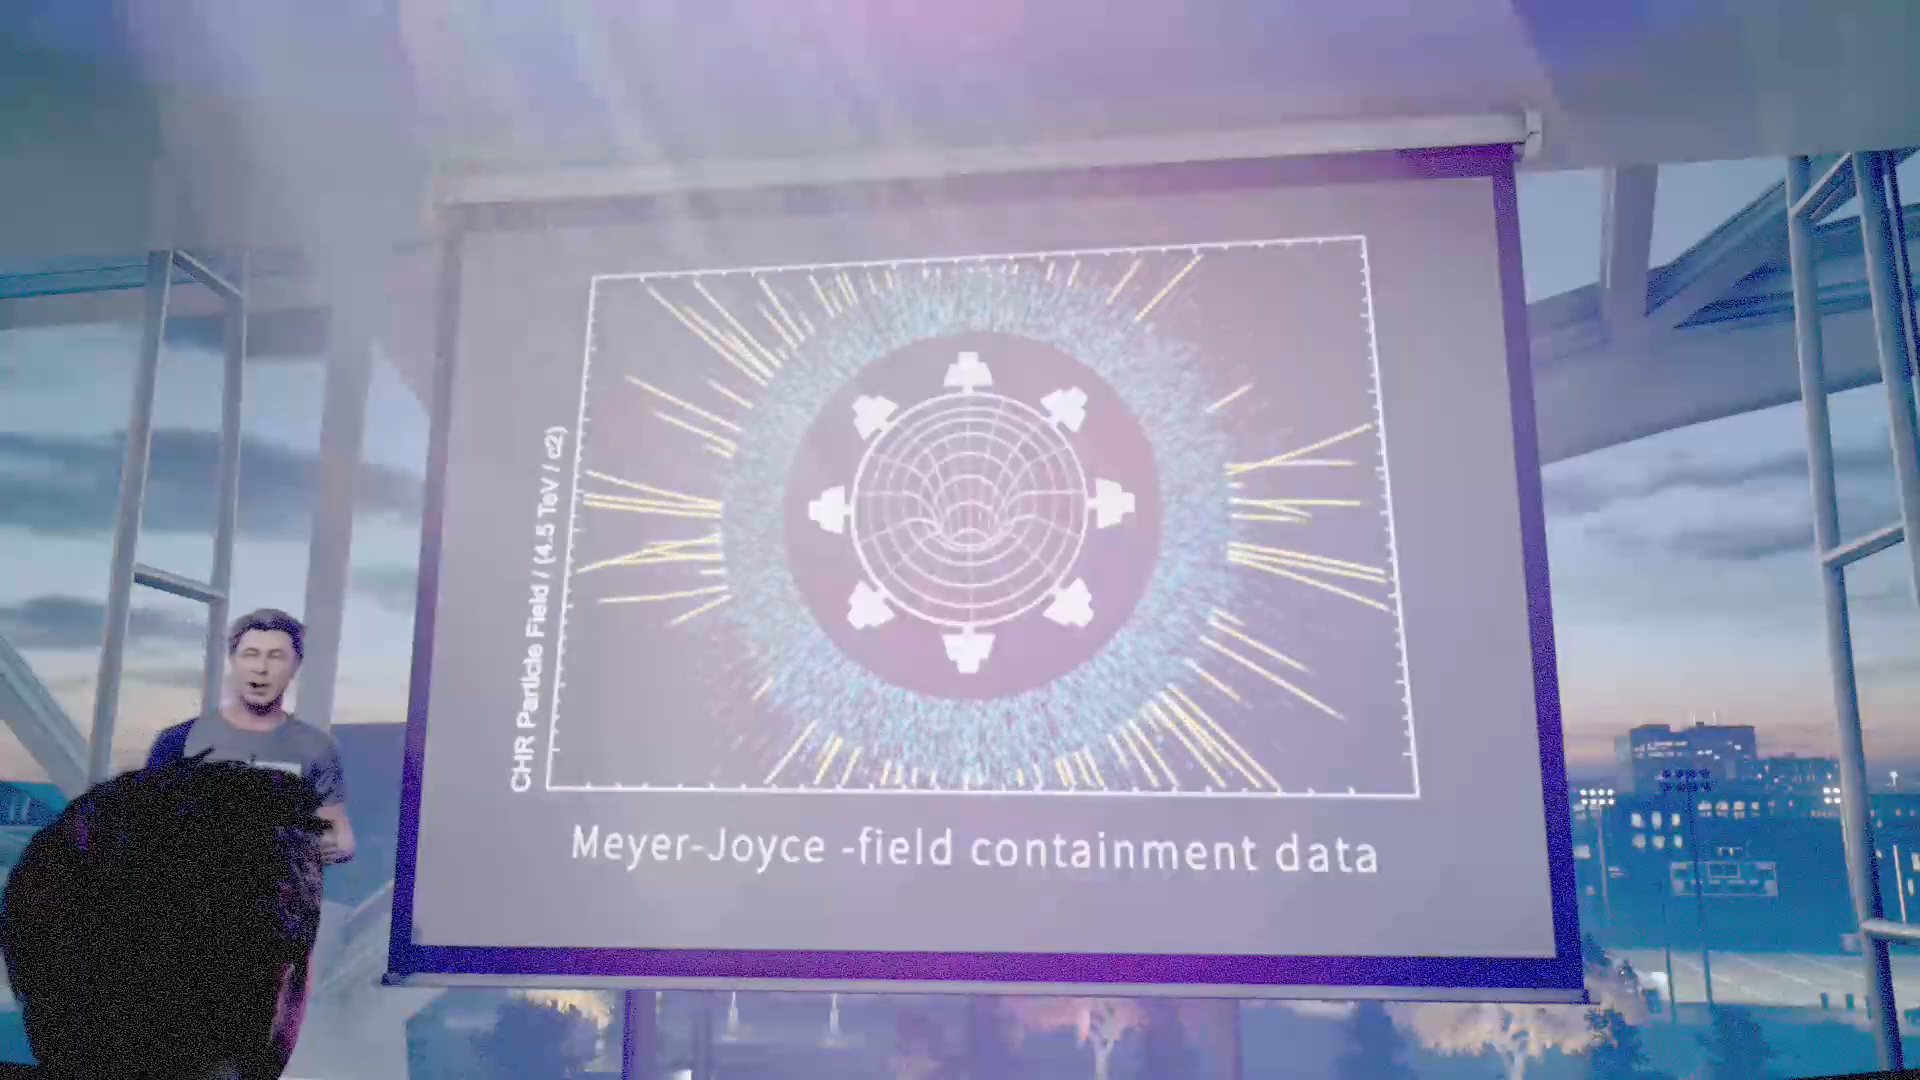 CHR Particle Field / (4.5 TeV / c2)
Meyer-Joyce -field containment data